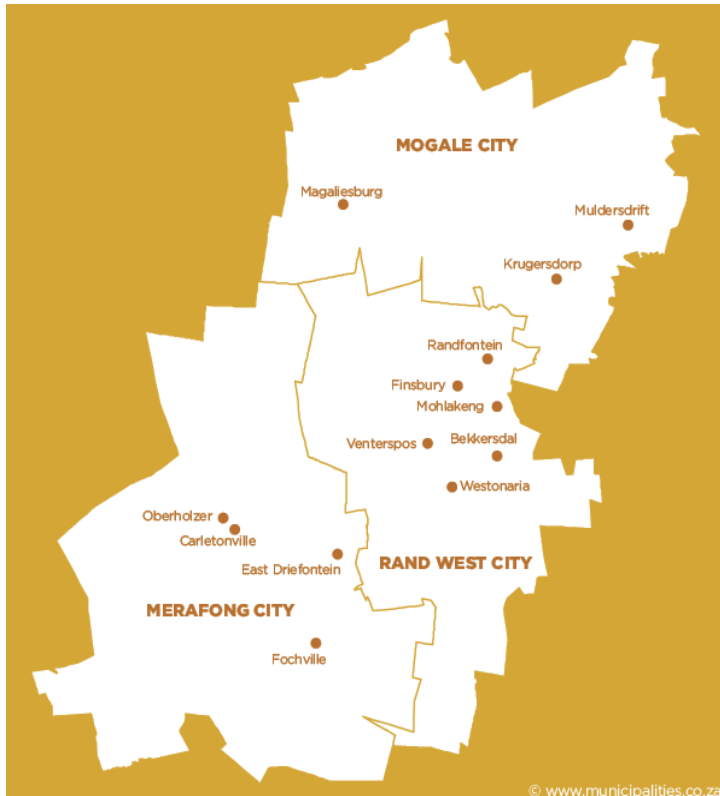 MOGALE CITY
Magaliesburg
Muldersdrift
Krugersdorp
Randfontein
Finsbury
Mohlakeng
Venterspos
Bekkersdal
Westonaria
Oberholzer
Carletonville
East Driefontein
RAND WEST CITY
MERAFONG CITY
Fochville
© www.municipalities.co.za